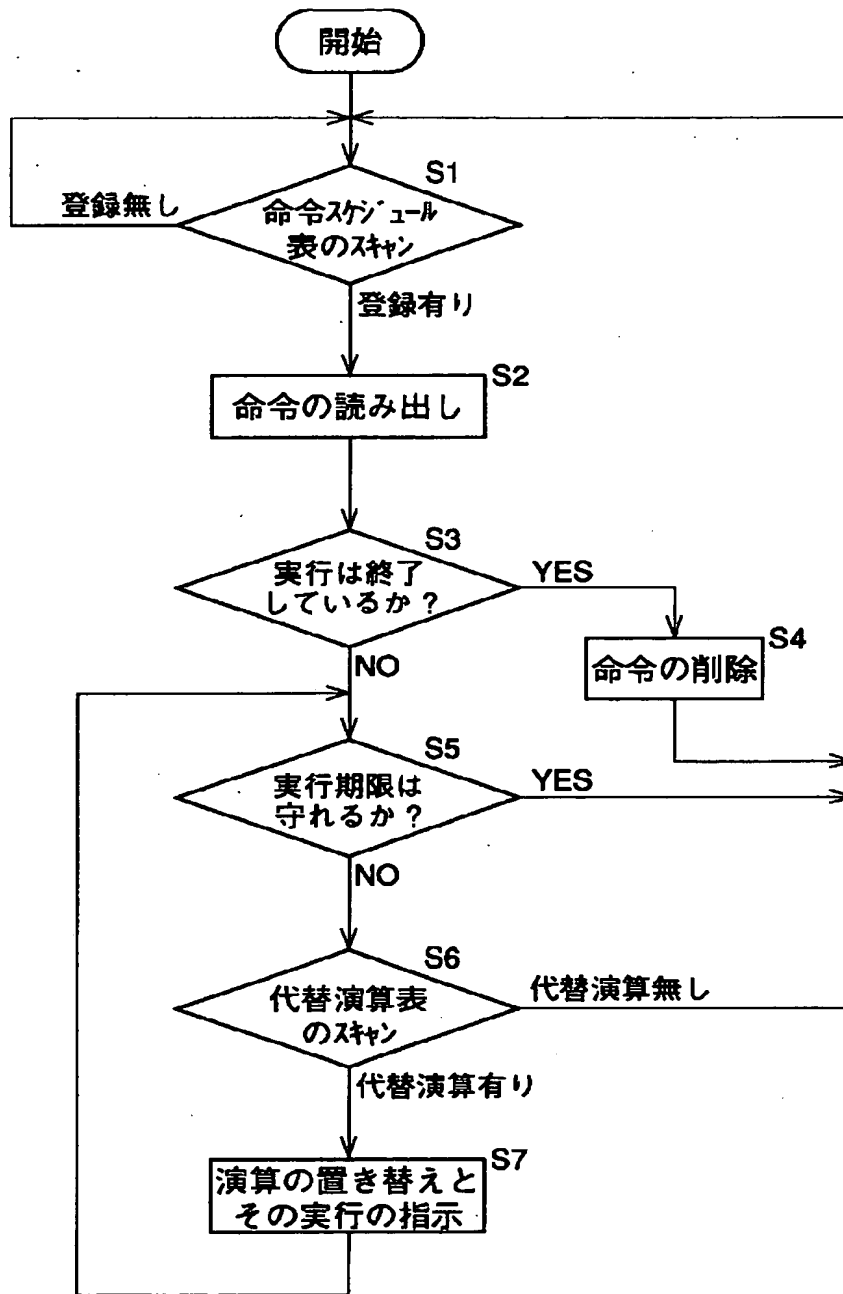 開始
S1
登録無し
命令スケジュール
表のスキャン
登録有り
S2
命令の読み出し
S3
実行は終了
しているか？
YES
S4
命令の削除
NO
S5
実行期限は
守れるか？
YES
NO
S6
代替演算表
のスキャン
代替演算無し
代替演算有り
S7
演算の置き替えと
その実行の指示